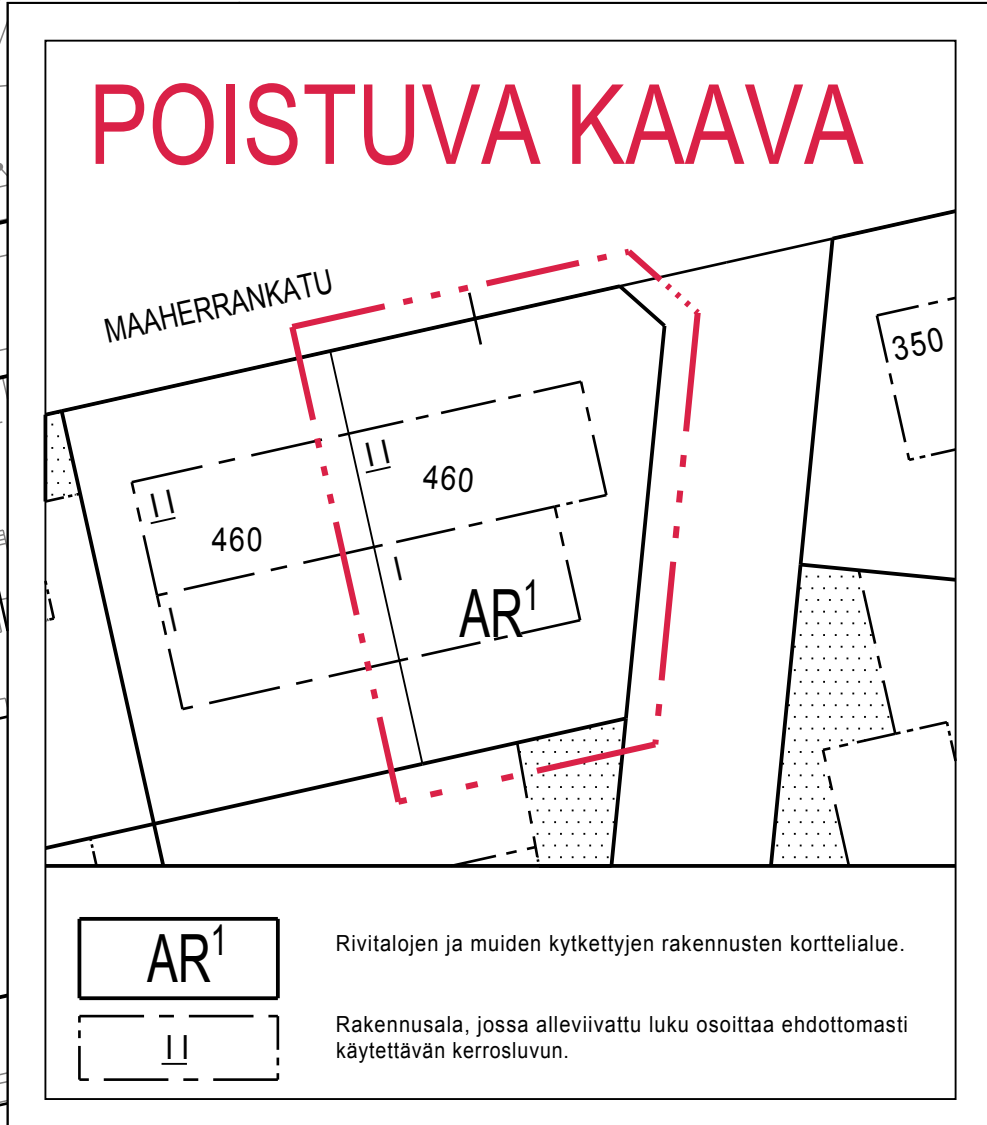 POISTUVA KAAVA
MAAHERRANKATU
350
II
460
II
460
AR¹
AR¹
Rivitalojen ja muiden kytkettyjen rakennusten korttelialue.
II
Rakennusala, jossa alleviivattu luku osoittaa ehdottomasti
käytettävän kerrosluvun.